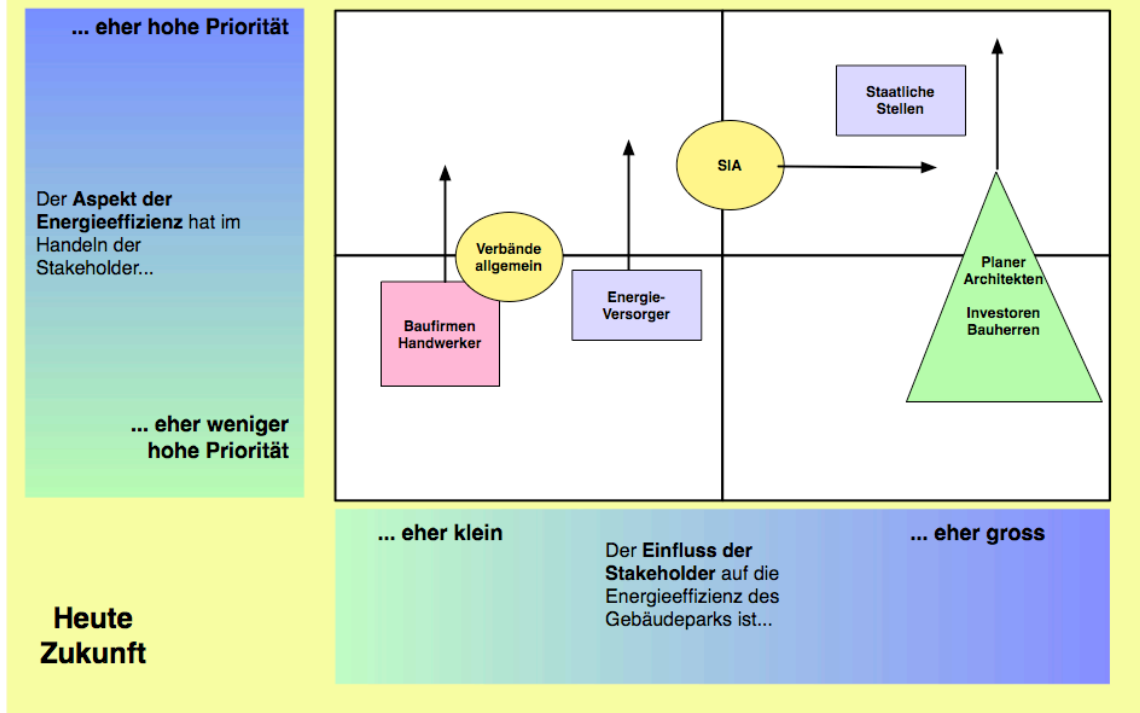 ... eher hohe Priorität
Der Aspekt der
Energieeffizienz hat im
Handeln der
Stakeholder...
... eher weniger
hohe Priorität
Staatliche
Stellen
SIA
Verbände
allgemein
Energie-
Versorger
Baufirmen
Handwerker
Planer
Architekten
Investoren
Bauherren
... eher klein
Der Einfluss der
Stakeholder auf die
Energieeffizienz des
Gebäudeparks ist...
... eher gross
Heute
Zukunft